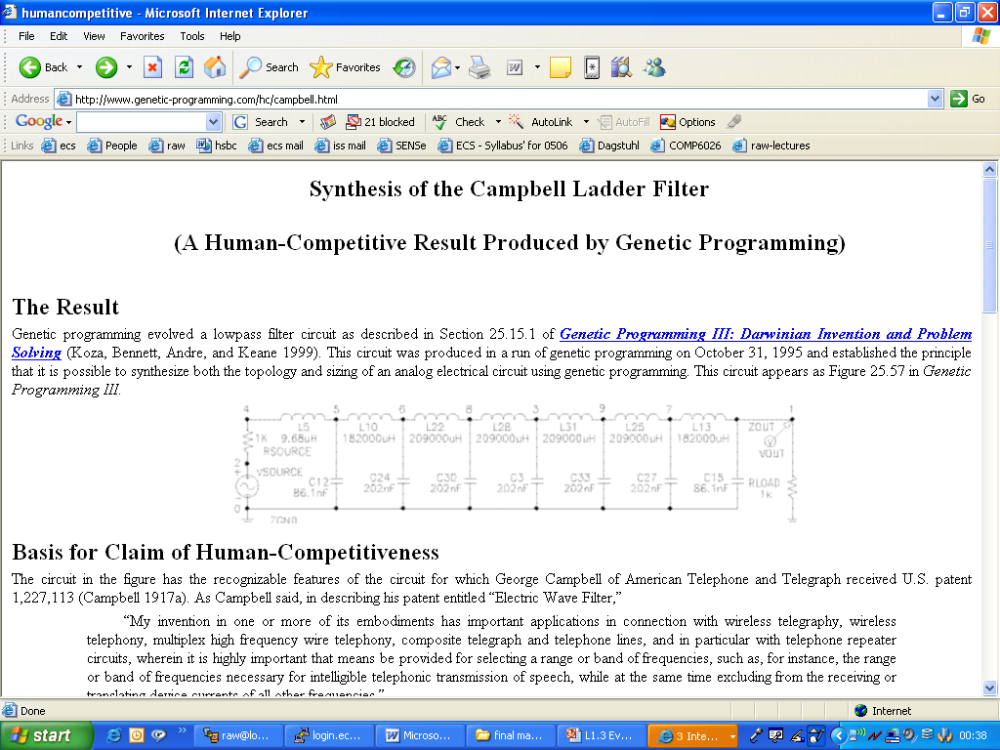 humancompetitive - Microsoft Internet Explorer
File Edit View Favorites Tools Help
Back Search Favorites
Address http://www.genetic-programming.com/hc/campbell.html Go
Google Search 21 blocked ABC Check AutoLink AutoFill Options
Links ecs People raw hsbc ecs mail iss mail SENSe ECS - Syllabus' for 0506 Dagstuhl COMP6026 raw-lectures
Synthesis of the Campbell Ladder Filter
(A Human-Competitive Result Produced by Genetic Programming)
The Result
Genetic programming evolved a lowpass filter circuit as described in Section 25.15.1 of Genetic Programming III: Darwinian Invention and Problem
Solving (Koza, Bennett, Andre, and Keane 1999). This circuit was produced in a run of genetic programming on October 31, 1995 and established the principle
that it is possible to synthesize both the topology and sizing of an analog electrical circuit using genetic programming. This circuit appears as Figure 25.57 in Genetic
Programming III.
4 5 6 8 3 9 7 1
L5 L10 L22 L28 L31 L25 L13 ZOUT
1K 9.68uH 182000uH 209000uH 209000uH 209000uH 209000uH 182000uH
RSOURCE VOUT
2 VSOURCE
C12 C24 C30 C3 C33 C27 C15 RLOAD
86.1nF 202nF 202nF 202nF 202nF 202nF 86.1nF 1k
0 ZGND
Basis for Claim of Human-Competitiveness
The circuit in the figure has the recognizable features of the circuit for which George Campbell of American Telephone and Telegraph received U.S. patent
1,227,113 (Campbell 1917a). As Campbell said, in describing his patent entitled “Electric Wave Filter,”
“My invention in one or more of its embodiments has important applications in connection with wireless telegraphy, wireless
telephony, multiplex high frequency wire telephony, composite telegraph and telephone lines, and in particular with telephone repeater
circuits, wherein it is highly important that means be provided for selecting a range or band of frequencies, such as, for instance, the range
or band of frequencies necessary for intelligible telephonic transmission of speech, while at the same time excluding from the receiving or
translating device currents of all other frequencies.”
Done Internet
start raw@lo... login.ec... Microso... final ma... L1.3 Ev... 3 Inte... 00:38